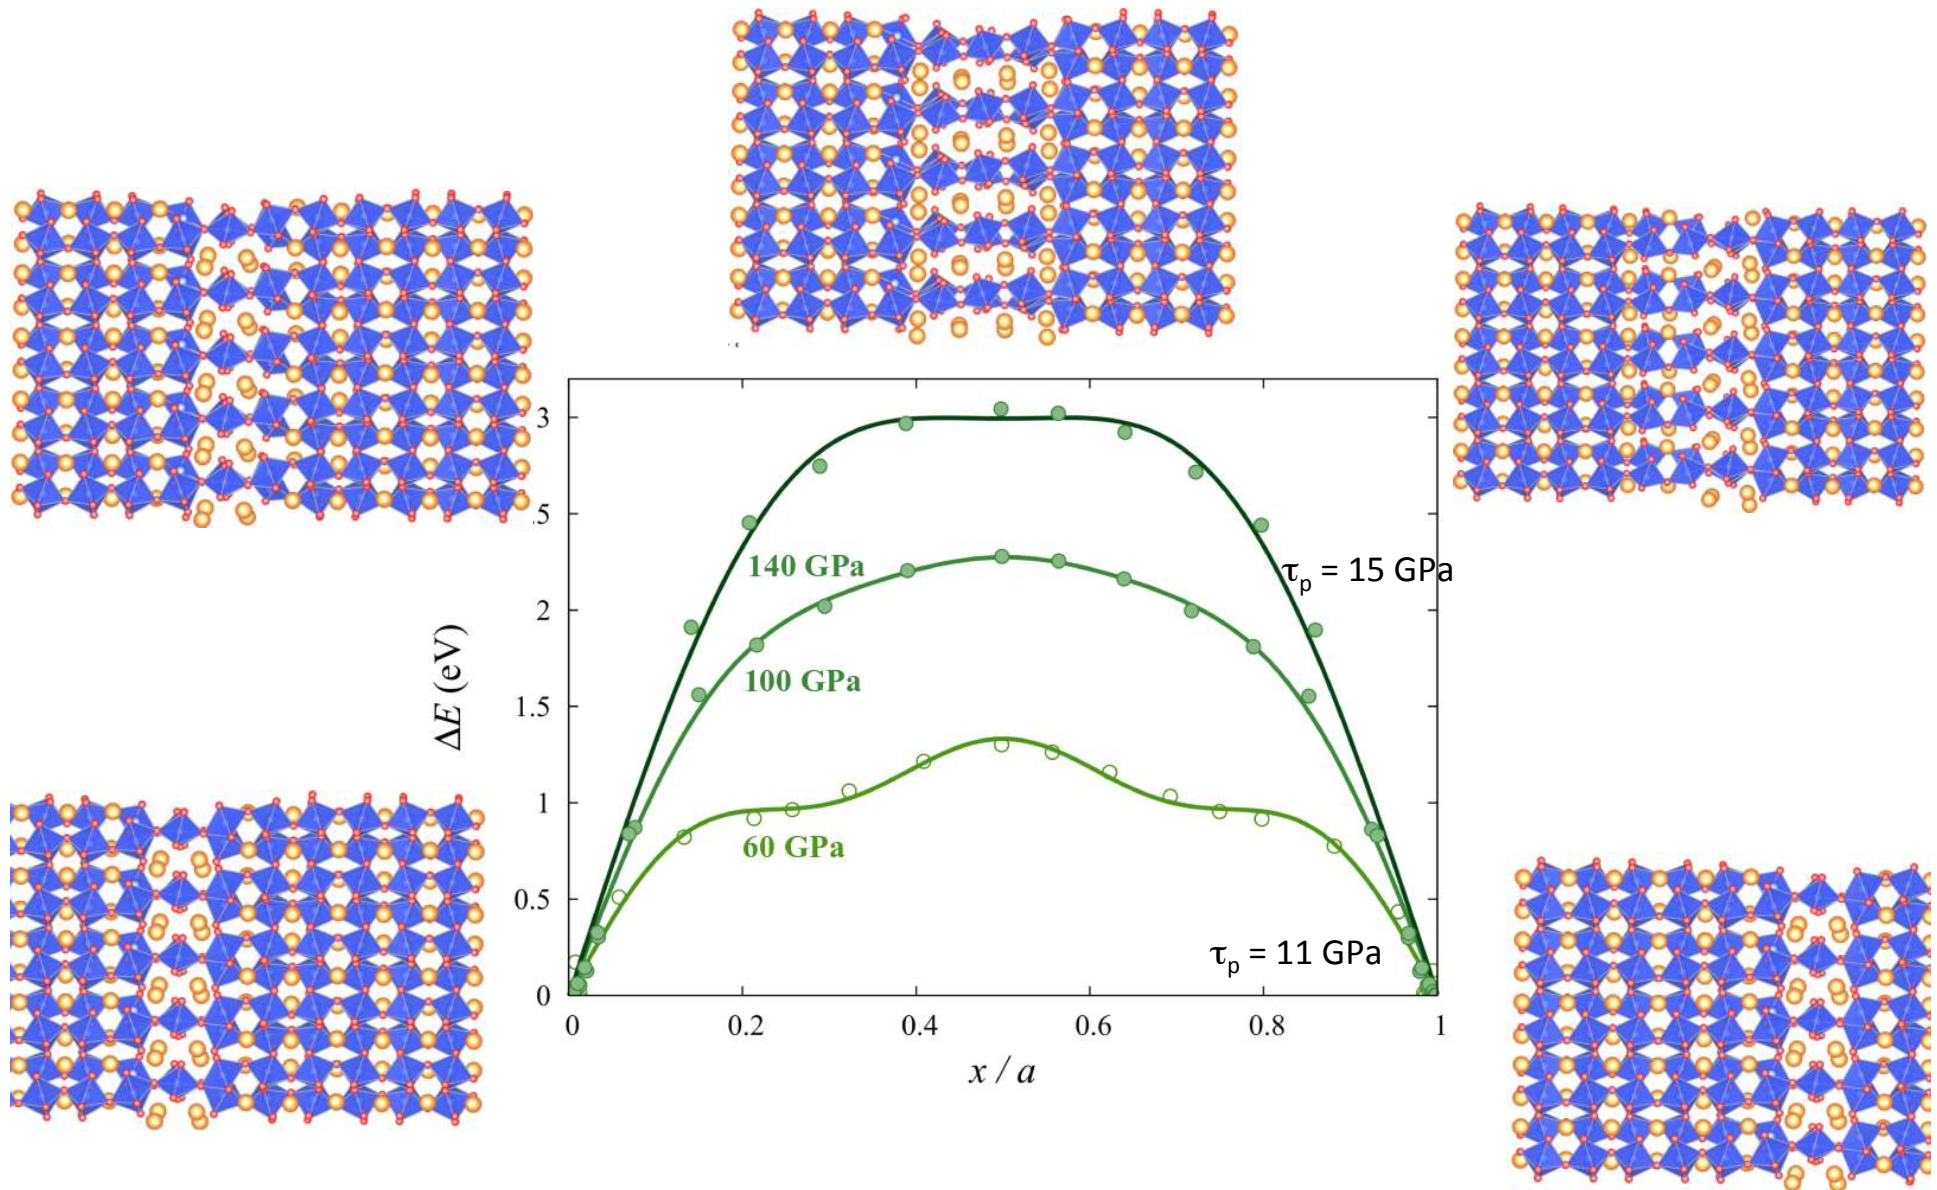 3
.5
140 GPa
τp = 15 GPa
2
100 GPa
1.5
ΔE (eV)
1
60 GPa
0.5
τp = 11 GPa
0
0 0.2 0.4 0.6 0.8 1
x / a